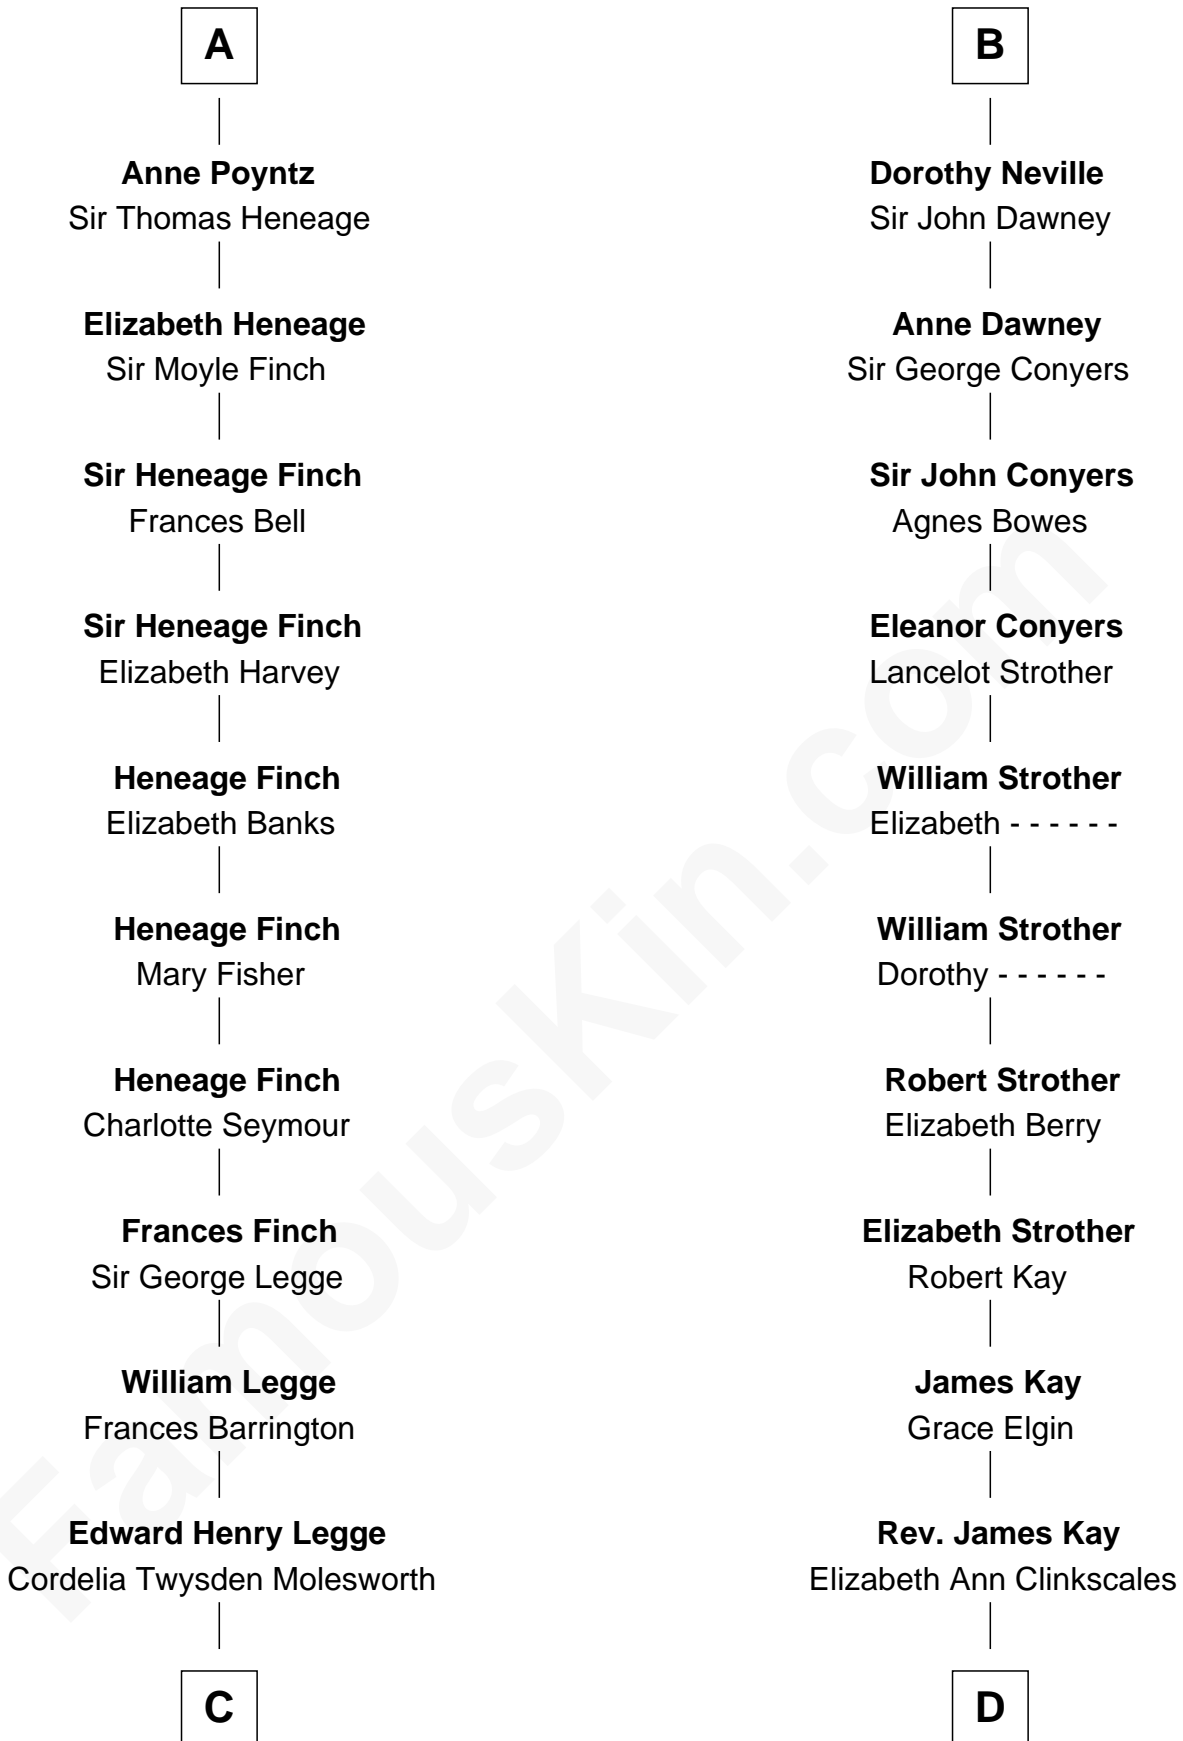 A
Anne Poyntz
Sir Thomas Heneage
Elizabeth Heneage
Sir Moyle Finch
Sir Heneage Finch
Frances Bell
Sir Heneage Finch
Elizabeth Harvey
Heneage Finch
Elizabeth Banks
Heneage Finch
Mary Fisher
Heneage Finch
Charlotte Seymour
Frances Finch
Sir George Legge
William Legge
Frances Barrington
Edward Henry Legge
Cordelia Twysden Molesworth
C
B
Dorothy Neville
Sir John Dawney
Anne Dawney
Sir George Conyers
Sir John Conyers
Agnes Bowes
Eleanor Conyers
Lancelot Strother
William Strother
Elizabeth - - - - - -
William Strother
Dorothy - - - - - -
Robert Strother
Elizabeth Berry
Elizabeth Strother
Robert Kay
James Kay
Grace Elgin
Rev. James Kay
Elizabeth Ann Clinkscales
D
FamousKin.com